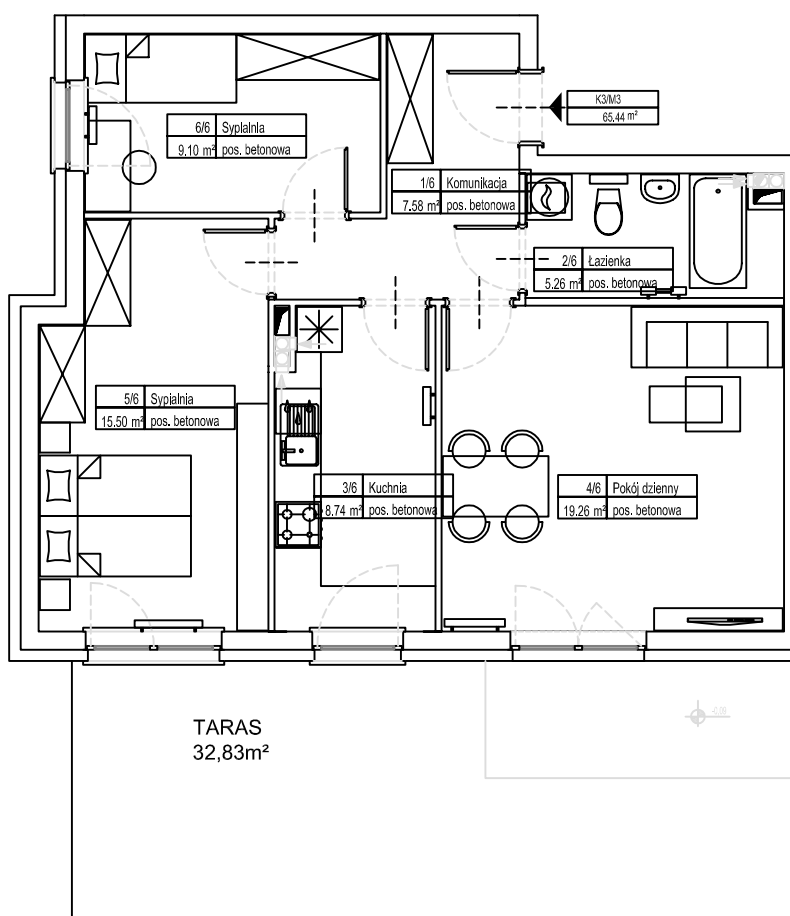 K3/M3
65.44 m²
6/6 Sypialnia
9.10 m² pos. betonowa
1/6 Komunikacja
7.58 m² pos. betonowa
2/6 Łazienka
5.26 m² pos. betonowa
5/6 Sypialnia
15.50 m² pos. betonowa
3/6 Kuchnia
8.74 m² pos. betonowa
4/6 Pokój dzienny
19.26 m² pos. betonowa
TARAS
32,83m²